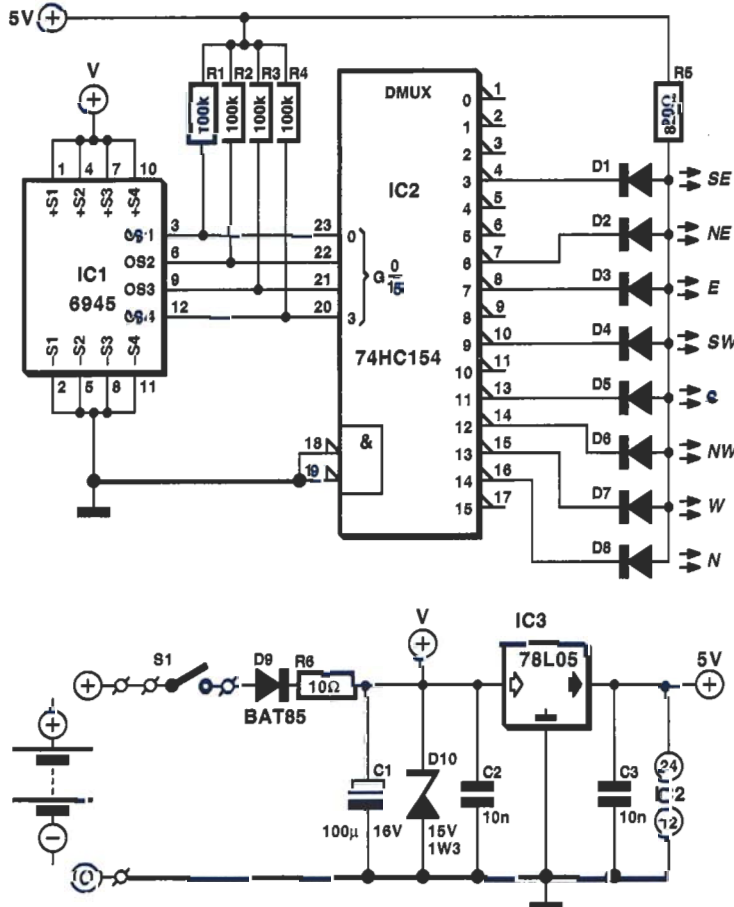 5V +
V
+
R1 R2 R3 R4
100k 100k 100k 100k
R5
1 4 7 10
+S1 +S2 +S3 +S4
IC1
6945
OS1 3
OS2 6
OS3 9
OS4 12
-S1 -S2 -S3 -S4
2 5 8 11
DMUX
IC2
74HC154
23 0
22
21
20 3
G 0
15
18
19
&
0 1
1 2
2 3
3 4
4 5
5 6
6 7
7 8
8 9
9 10
10 11
11 13
12 14
13 15
14 16
15 17
D1 SE
D2 NE
D3 E
D4 SW
D5 S
D6 NW
D7 W
D8 N
+
S1
D9
BAT85
R6
10Ω
V
+
IC3
78L05
5V
+
+
−
C1
100μ 16V
D10
15V
1W3
C2
10n
C3
10n
24
IC2
12